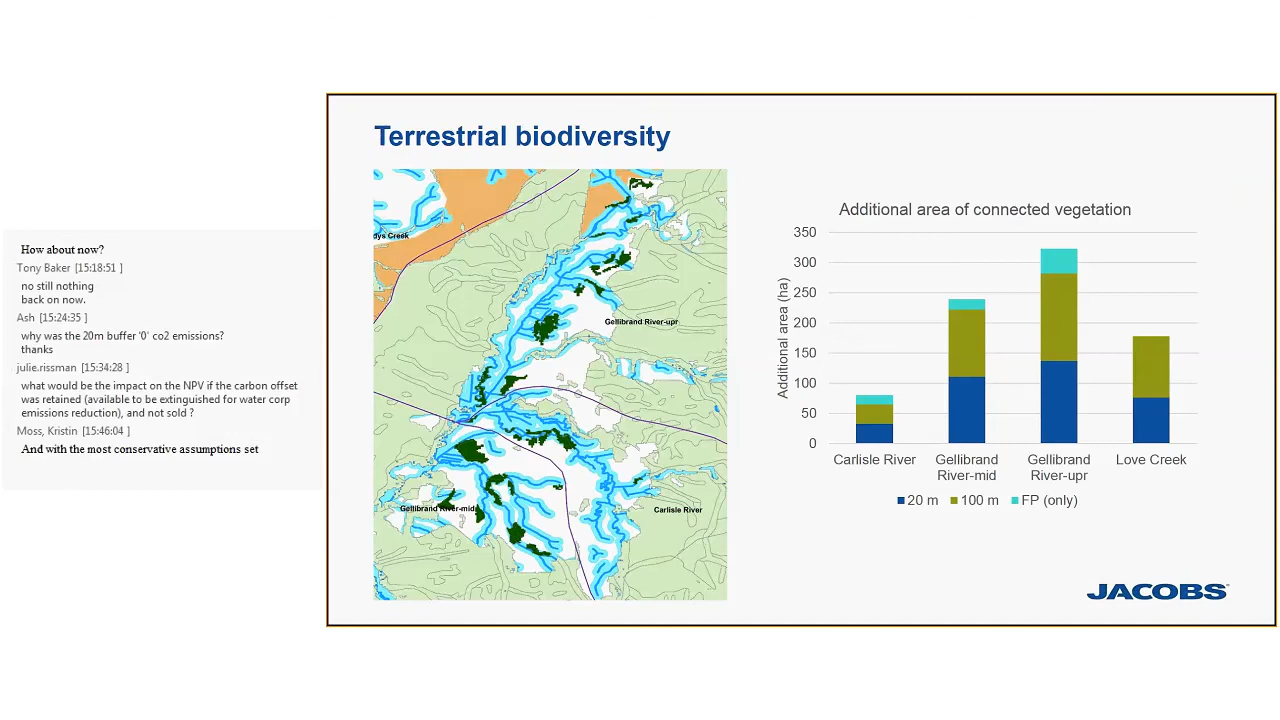 How about now?
Tony Baker [15:18:51 ]
no still nothing
back on now.
Ash [15:24:35 ]
why was the 20m buffer '0' co2 emissions?
thanks
julie.rissman [15:34:28 ]
what would be the impact on the NPV if the carbon offset
was retained (available to be extinguished for water corp
emissions reduction), and not sold ?
Moss, Kristin [15:46:04 ]
And with the most conservative assumptions set
Terrestrial biodiversity
dys Creek
Gellibrand River-upr
Gellibrand River-mid
Carlisle River
Additional area of connected vegetation
Additional area (ha)
350
300
250
200
150
100
50
0
Carlisle River
Gellibrand
River-mid
Gellibrand
River-upr
Love Creek
20 m
100 m
FP (only)
JACOBS